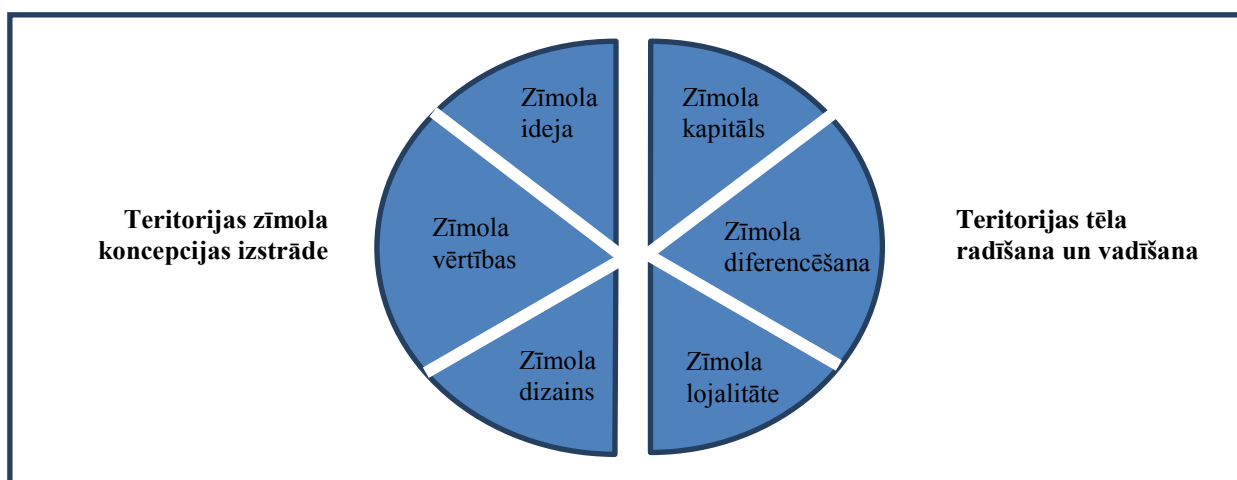 Zīmola
ideja
Zīmola
kapitāls
Teritorijas zīmola
koncepcijas izstrāde
Zīmola
vērtības
Zīmola
diferencēšana
Teritorijas tēla
radīšana un vadīšana
Zīmola
dizains
Zīmola
lojalitāte